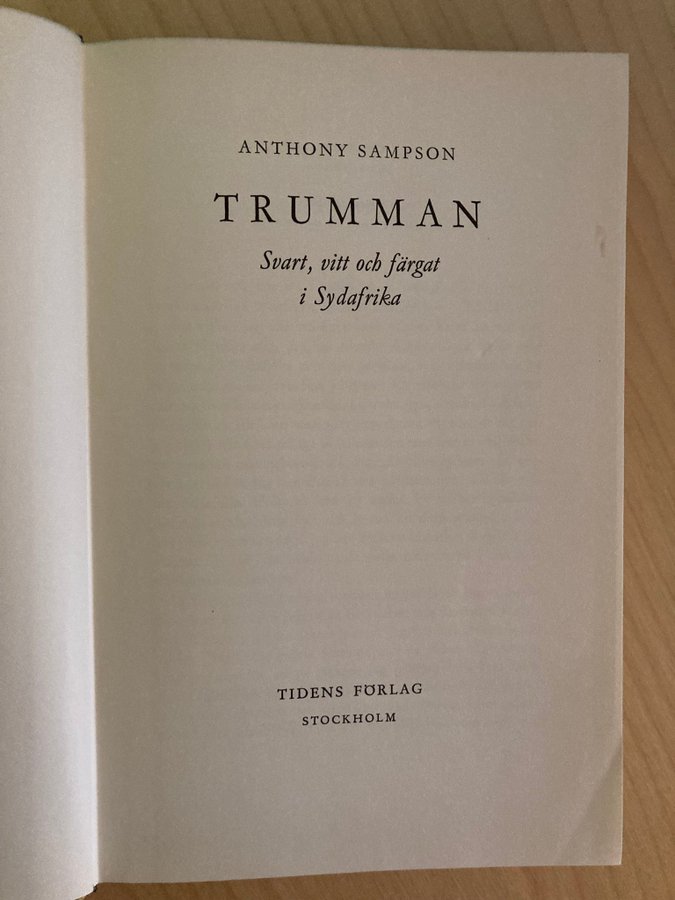 ANTHONY SAMPSON
TRUMMAN
Svart, vitt och färgat
i Sydafrika
TIDENS FÖRLAG
STOCKHOLM